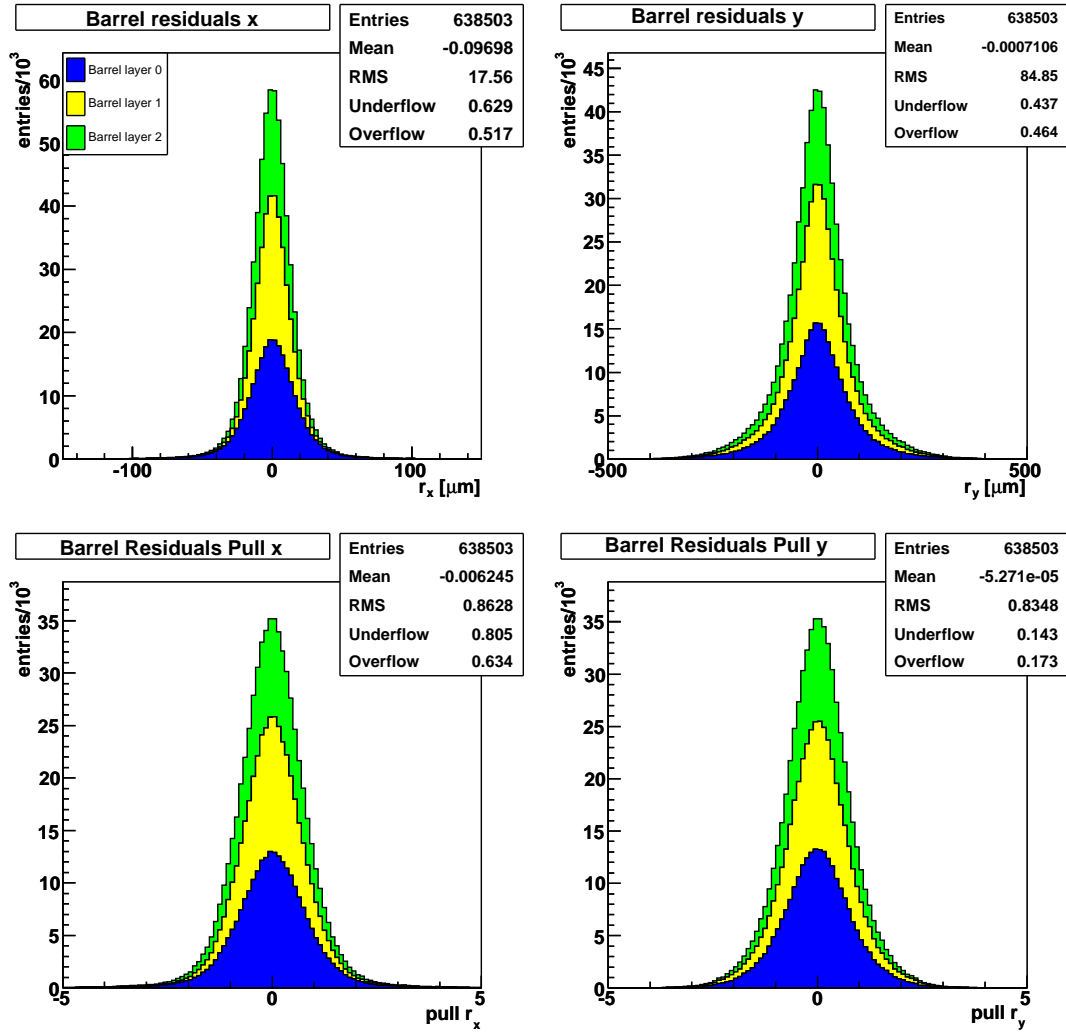 Barrel residuals x
Entries 638503
Mean -0.09698
RMS 17.56
Underflow 0.629
Overflow 0.517
Barrel layer 0
Barrel layer 1
Barrel layer 2
entries/10³
60
50
40
30
20
10
0
-100 0 100
r_x [μm]
Barrel residuals y
Entries 638503
Mean -0.0007106
RMS 84.85
Underflow 0.437
Overflow 0.464
entries/10³
45
40
35
30
25
20
15
10
5
0
-500 0 500
r_y [μm]
Barrel Residuals Pull x
Entries 638503
Mean -0.006245
RMS 0.8628
Underflow 0.805
Overflow 0.634
entries/10³
35
30
25
20
15
10
5
0
-5 0 5
pull r_x
Barrel Residuals Pull y
Entries 638503
Mean -5.271e-05
RMS 0.8348
Underflow 0.143
Overflow 0.173
entries/10³
35
30
25
20
15
10
5
0
-5 0 5
pull r_y